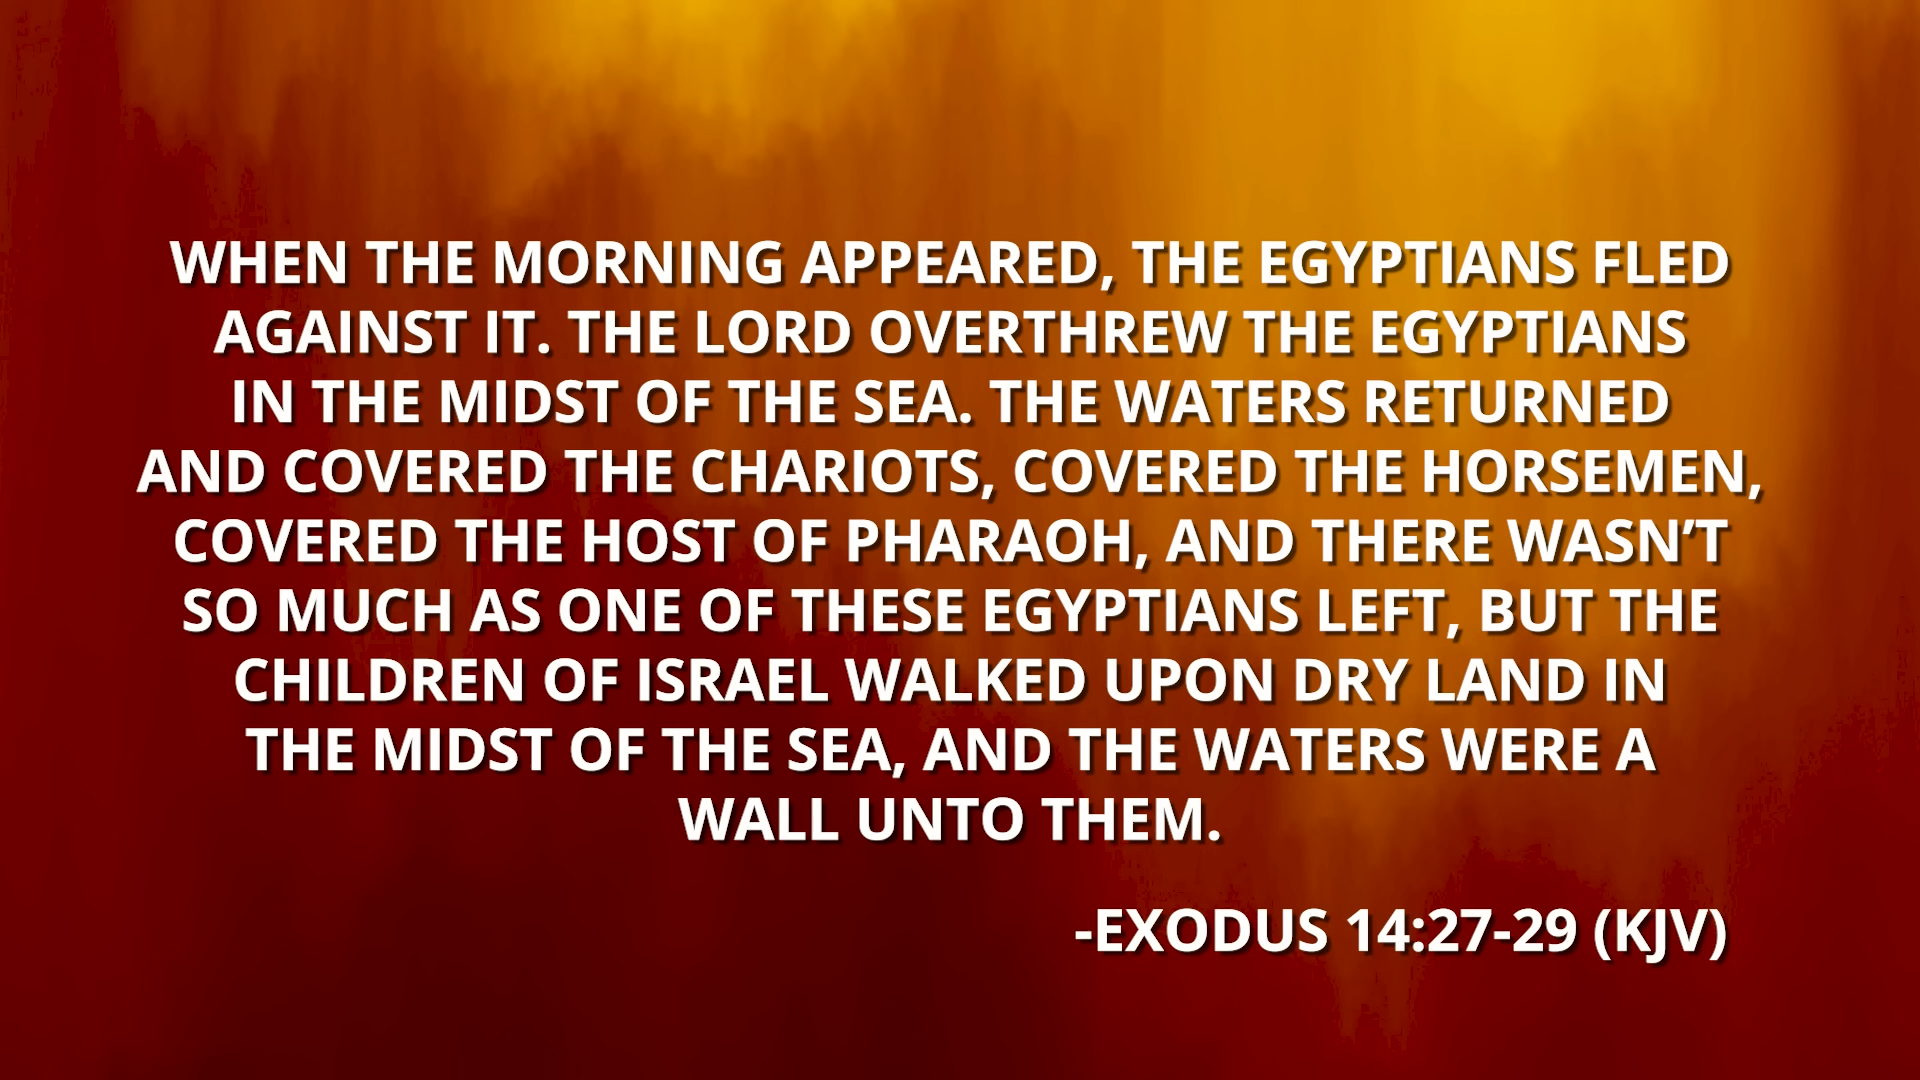 WHEN THE MORNING APPEARED, THE EGYPTIANS FLED
AGAINST IT. THE LORD OVERTHREW THE EGYPTIANS
IN THE MIDST OF THE SEA. THE WATERS RETURNED
AND COVERED THE CHARIOTS, COVERED THE HORSEMEN,
COVERED THE HOST OF PHARAOH, AND THERE WASN’T
SO MUCH AS ONE OF THESE EGYPTIANS LEFT, BUT THE
CHILDREN OF ISRAEL WALKED UPON DRY LAND IN
THE MIDST OF THE SEA, AND THE WATERS WERE A
WALL UNTO THEM.
-EXODUS 14:27-29 (KJV)